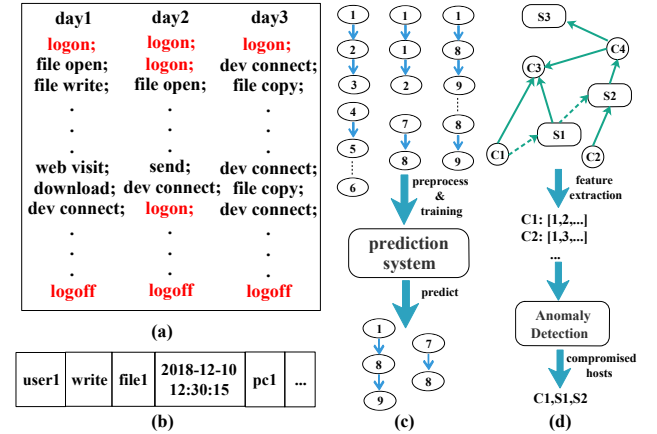 day1 day2 day3
logon; logon; logon;
file open; logon; dev connect;
file write; file open; file copy;
. . .
. . .
. . .
web visit; send; dev connect;
download; dev connect; file copy;
dev connect; logon; dev connect;
. . .
. . .
. . .
logoff logoff logoff
(a)
user1 write file1 2018-12-10 12:30:15 pc1 ...
(b)
1 1 1
2 1 8
3 2 9
4 7 8
5 8 9
6
preprocess
&
training
prediction
system
predict
1 7
8 8
9
(c)
S3
C4
C3
S2
S1
C1 C2
feature
extraction
C1: [1,2,...]
C2: [1,3,...]
...
Anomaly
Detection
compromised
hosts
C1,S1,S2
(d)